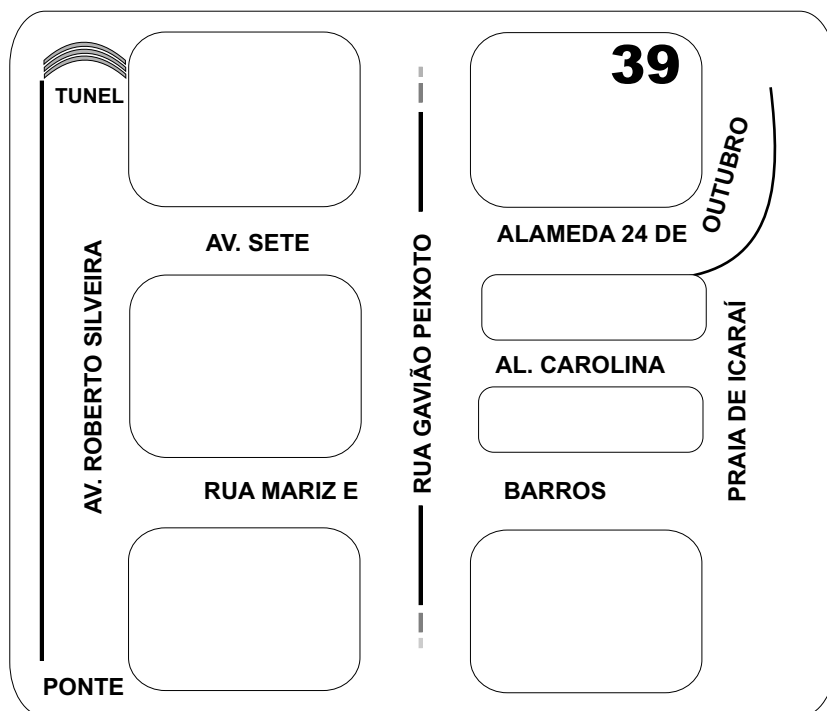 39
TUNEL
OUTUBRO
AV. SETE
ALAMEDA 24 DE
AV. ROBERTO SILVEIRA
RUA GAVIÃO PEIXOTO
PRAIA DE ICARAÍ
AL. CAROLINA
RUA MARIZ E
BARROS
PONTE